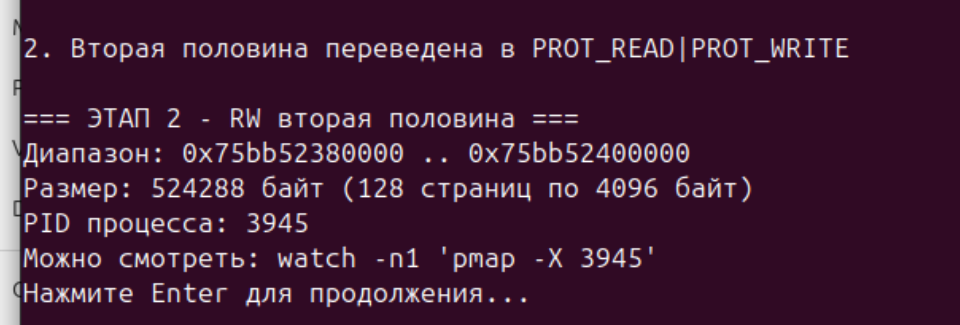 2. Вторая половина переведена в PROT_READ|PROT_WRITE
=== ЭТАП 2 - RW вторая половина ===
Диапазон: 0x75bb52380000 .. 0x75bb52400000
Размер: 524288 байт (128 страниц по 4096 байт)
PID процесса: 3945
Можно смотреть: watch -n1 'pmap -X 3945'
Нажмите Enter для продолжения...